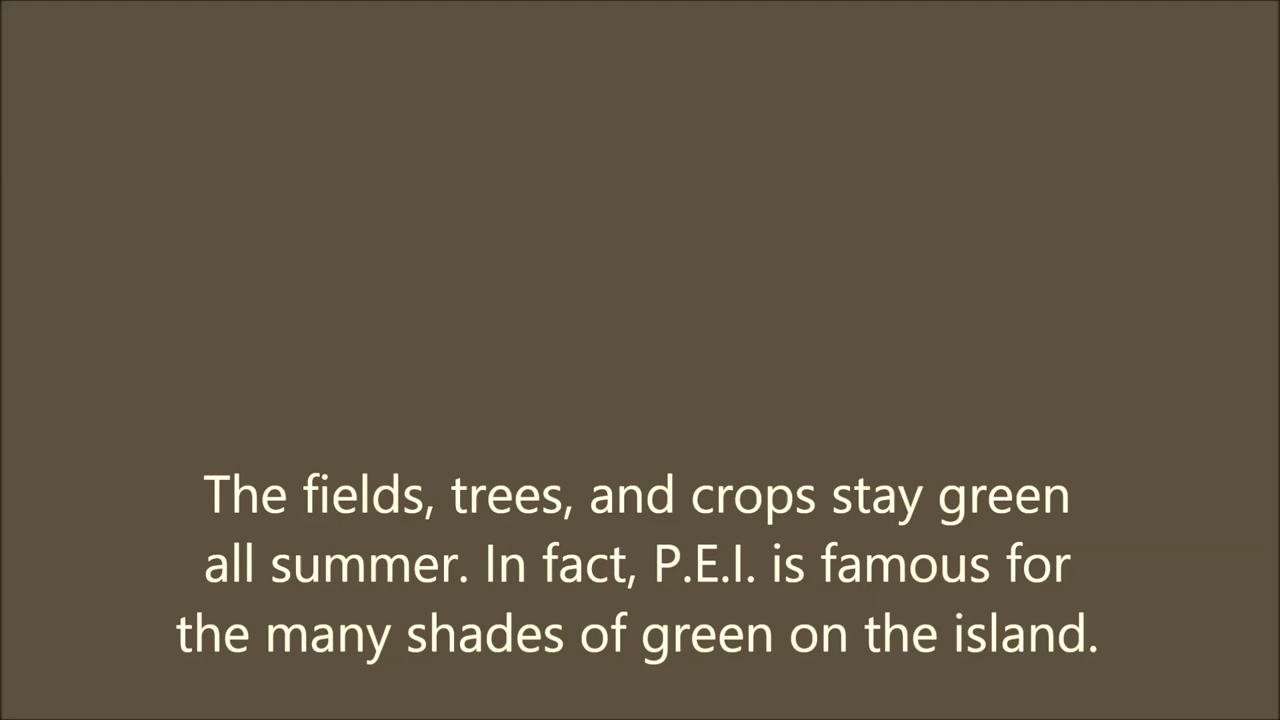 The fields, trees, and crops stay green
all summer. In fact, P.E.I. is famous for
the many shades of green on the island.